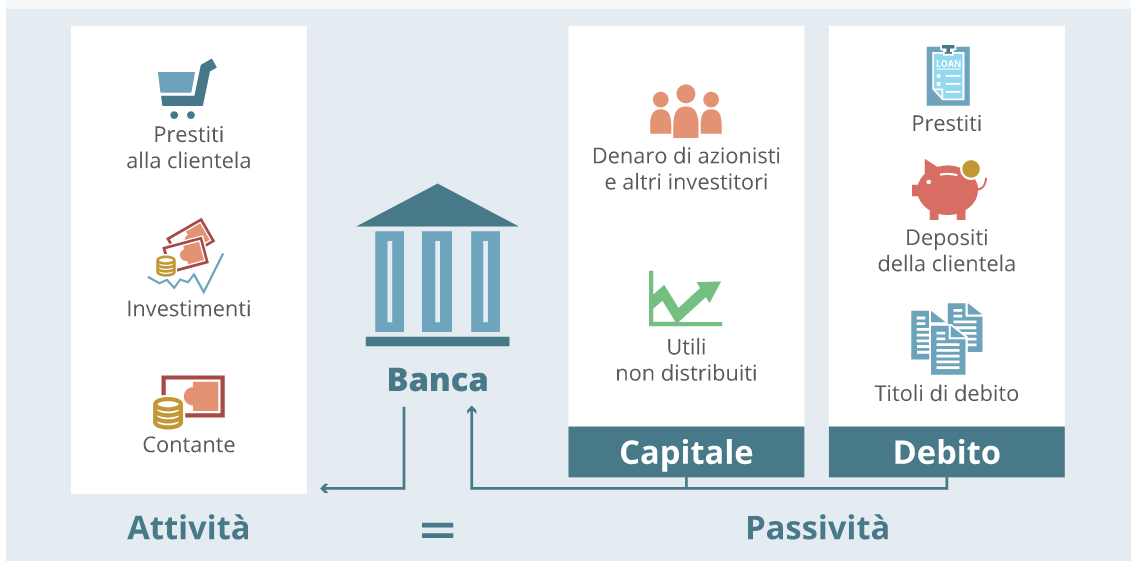 Prestiti
alla clientela
Investimenti
Contante
Banca
Denaro di azionisti
e altri investitori
Utili
non distribuiti
Capitale
LOAN
Prestiti
Depositi
della clientela
Titoli di debito
Debito
Attività
=
Passività